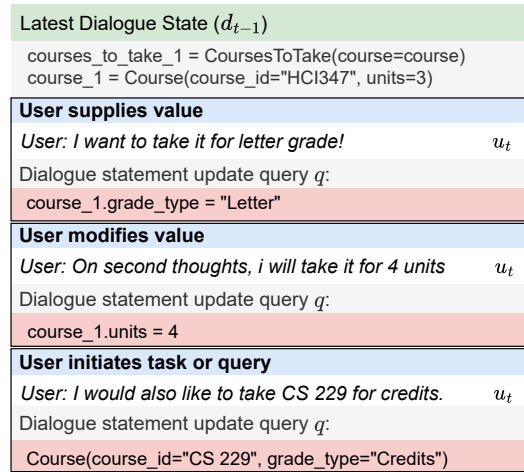 Latest Dialogue State (d_{t−1})
courses_to_take_1 = CoursesToTake(course=course)
course_1 = Course(course_id="HCI347", units=3)
User supplies value
User: I want to take it for letter grade! u_t
Dialogue statement update query q:
course_1.grade_type = "Letter"
User modifies value
User: On second thoughts, i will take it for 4 units u_t
Dialogue statement update query q:
course_1.units = 4
User initiates task or query
User: I would also like to take CS 229 for credits. u_t
Dialogue statement update query q:
Course(course_id="CS 229", grade_type="Credits")